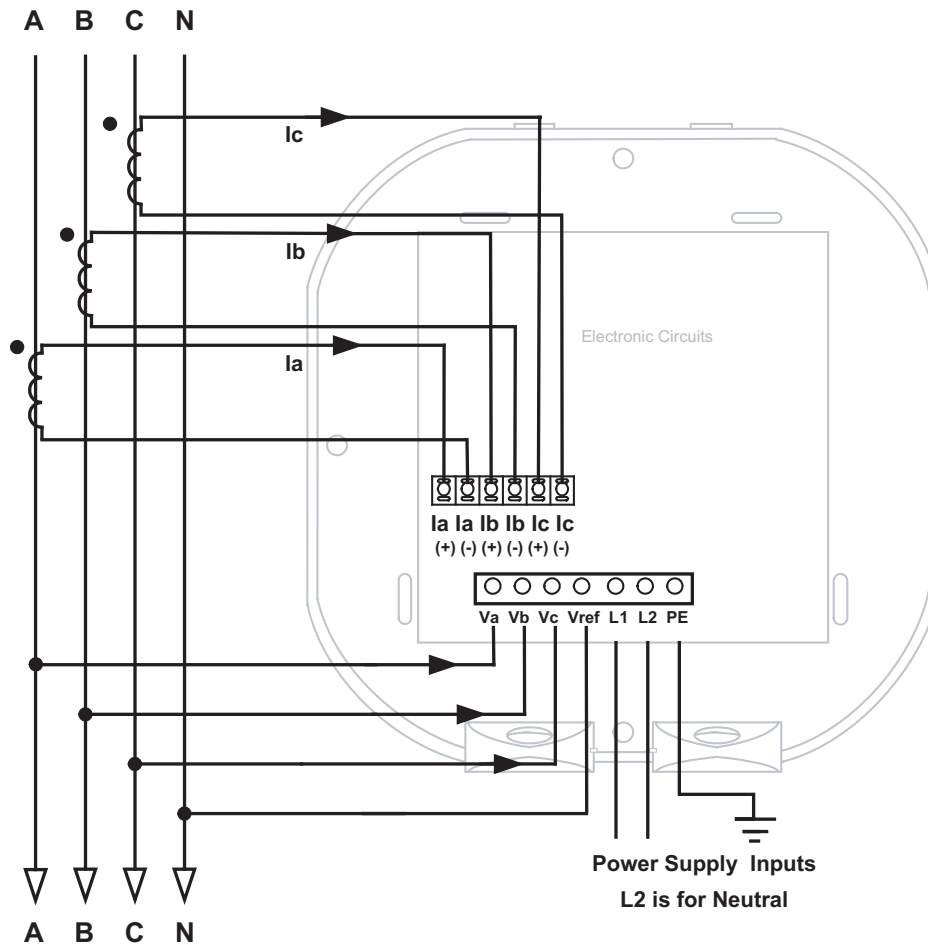 A B C N
Ic
Ib
Electronic Circuits
Ia
Ia Ia Ib Ib Ic Ic
(+) (-) (+) (-) (+) (-)
Va Vb Vc Vref L1 L2 PE
Power Supply Inputs
L2 is for Neutral
A B C N